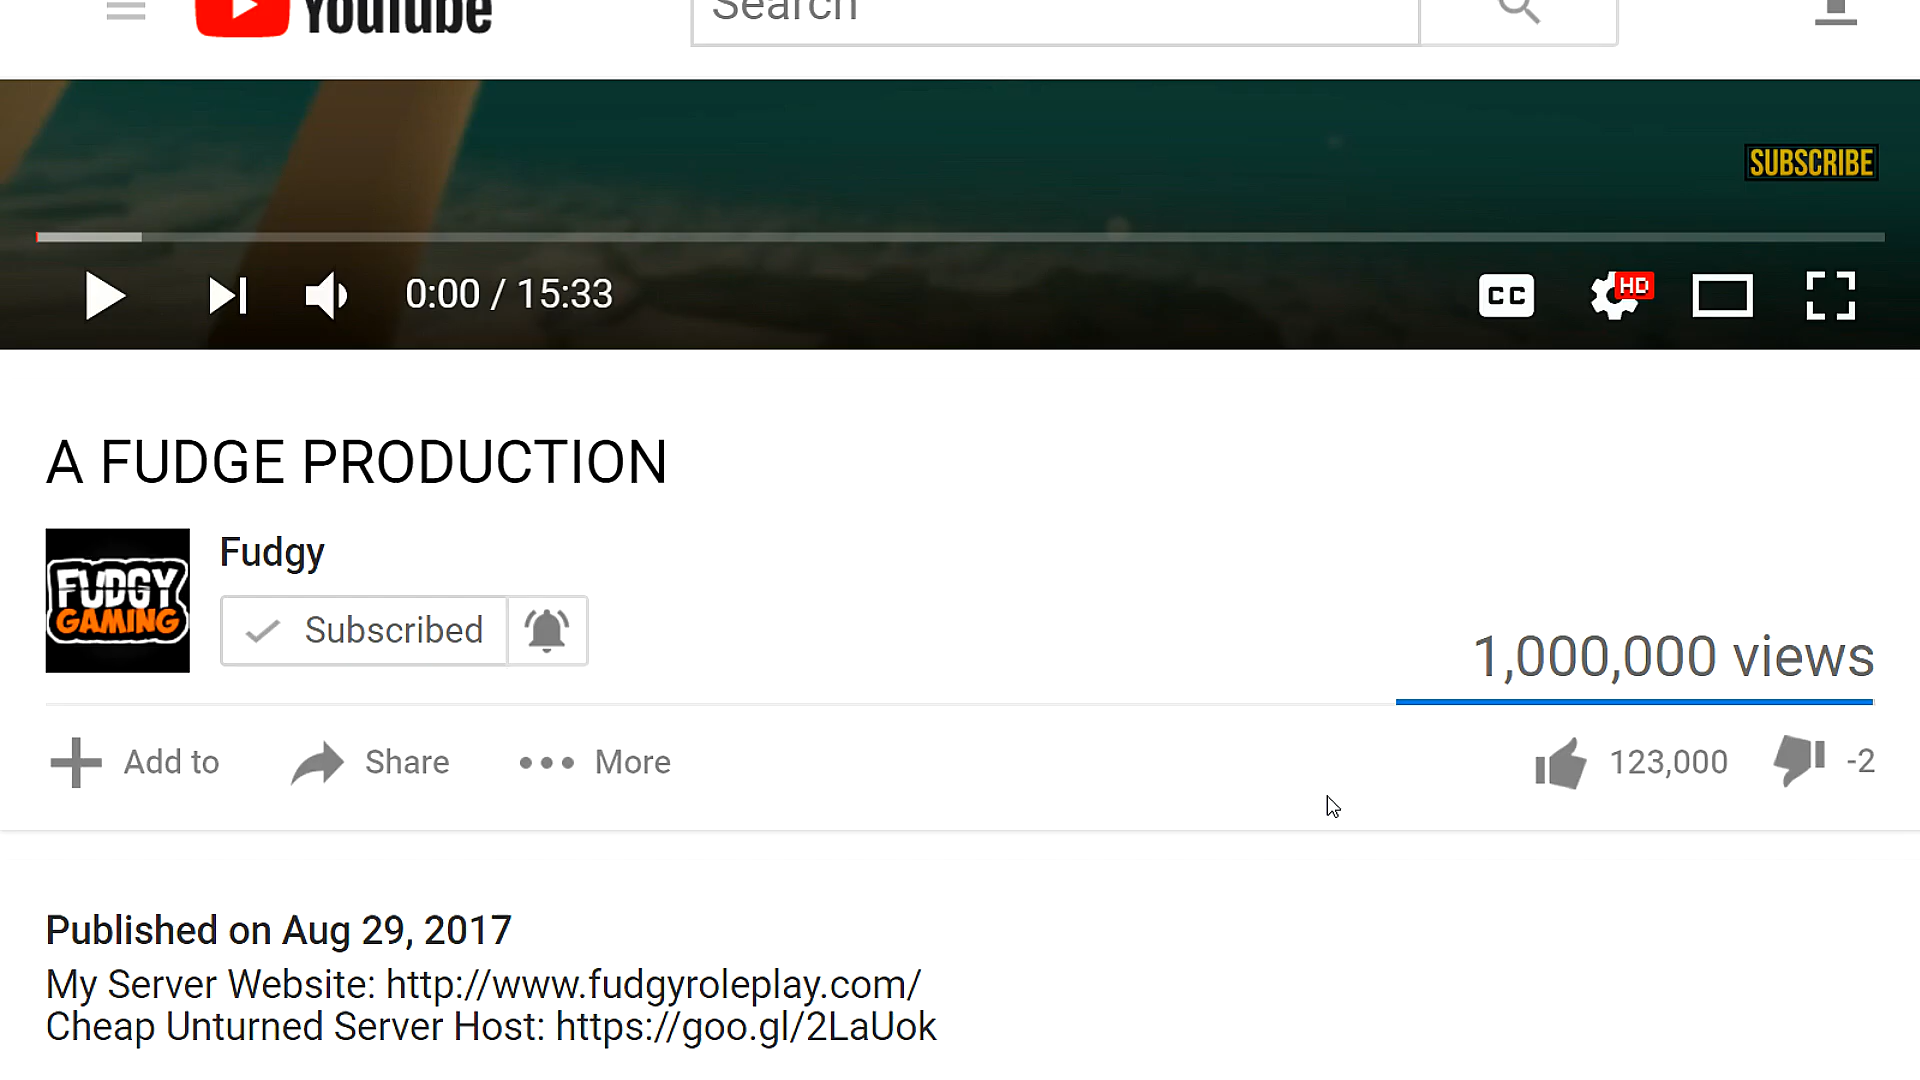 YouTube
Search
SUBSCRIBE
0:00 / 15:33
CC
HD
A FUDGE PRODUCTION
FUDGY
GAMING
Fudgy
Subscribed
1,000,000 views
Add to
Share
More
123,000
-2
Published on Aug 29, 2017
My Server Website: http://www.fudgyroleplay.com/
Cheap Unturned Server Host: https://goo.gl/2LaUok